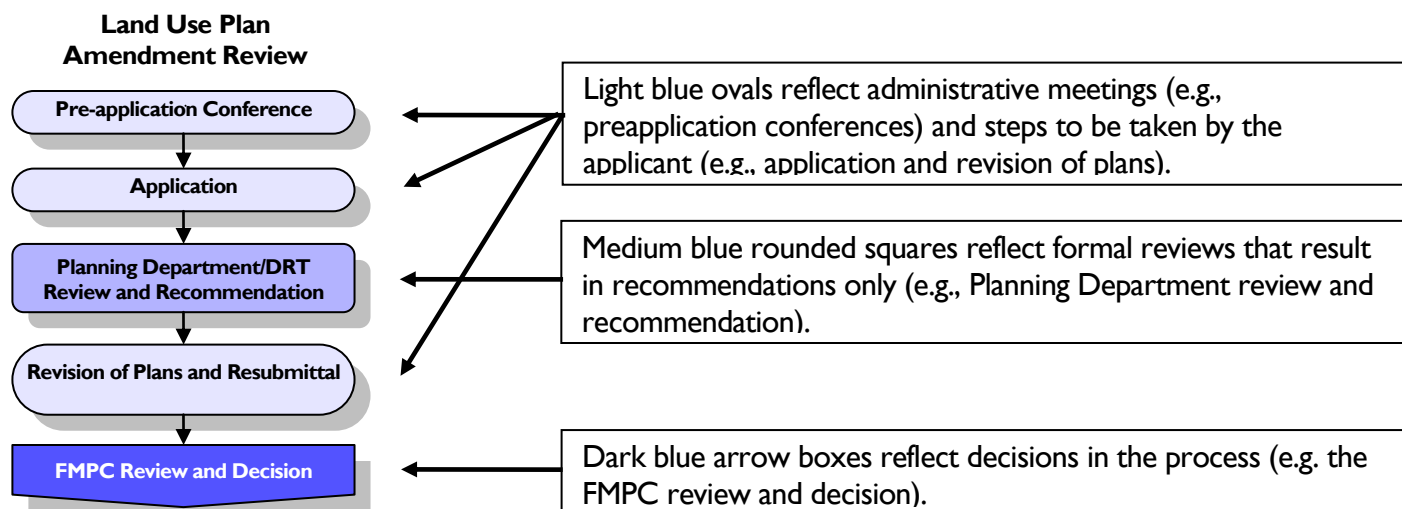 Land Use Plan
Amendment Review
Pre-application Conference
Application
Planning Department/DRT
Review and Recommendation
Revision of Plans and Resubmittal
FMPC Review and Decision
Light blue ovals reflect administrative meetings (e.g.,
preapplication conferences) and steps to be taken by the
applicant (e.g., application and revision of plans).
Medium blue rounded squares reflect formal reviews that result
in recommendations only (e.g., Planning Department review and
recommendation).
Dark blue arrow boxes reflect decisions in the process (e.g. the
FMPC review and decision).